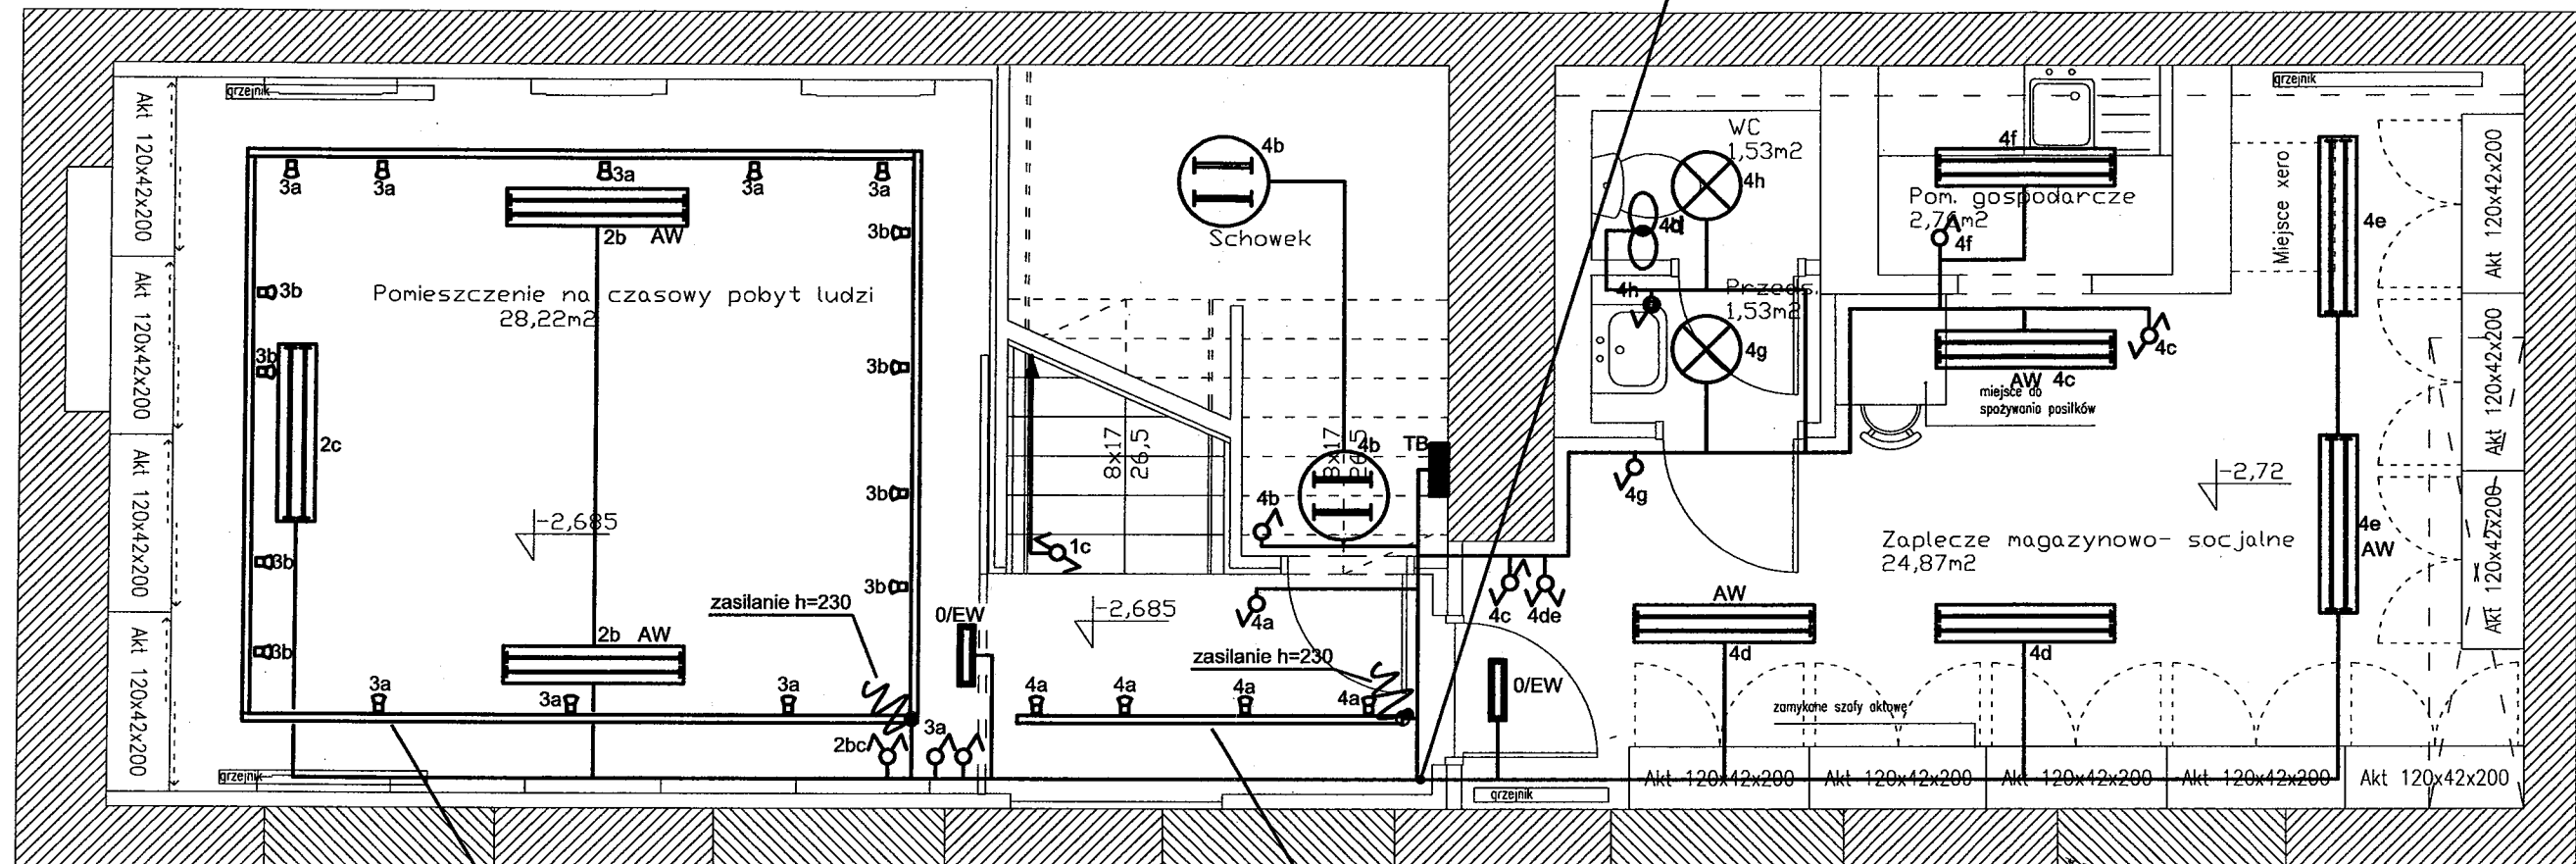 grzejnik
grzejnik
Akt 120x42x200
Akt 120x42x200
Akt 120x42x200
Akt 120x42x200
3a
3a
3a
3a
3a
2b AW
3b
3b
3b
3b
3b
3b
3b
3b
2c
Pomieszczenie na czasowy pobyt ludzi
28,22m2
-2,685
zasilanie h=230
2b AW
3a
3a
3a
2bc
3a
0/EW
grzejnik
4b
Schowek
8x17
26,5
8x17
26,5
4b
TB
4b
1c
-2,685
4a
zasilanie h=230
4a
4a
4a
4a
WC
1,53m2
4h
4d
4h
Przeds.
1,53m2
4g
4g
4f
Pom. gospodarcze
4f
Miejsce xero
4e
4c
AW 4c
miejsce do
spożywania posiłków
-2,72
Zaplecze magazynowo- socjalne
24,87m2
4e
AW
4c
4de
AW
4d
4d
0/EW
zamykane szafy aktowe
grzejnik
Akt 120x42x200
Akt 120x42x200
Akt 120x42x200
Akt 120x42x200
Akt 120x42x200
Akt 120x42x200
Akt 120x42x200
Akt 120x42x200